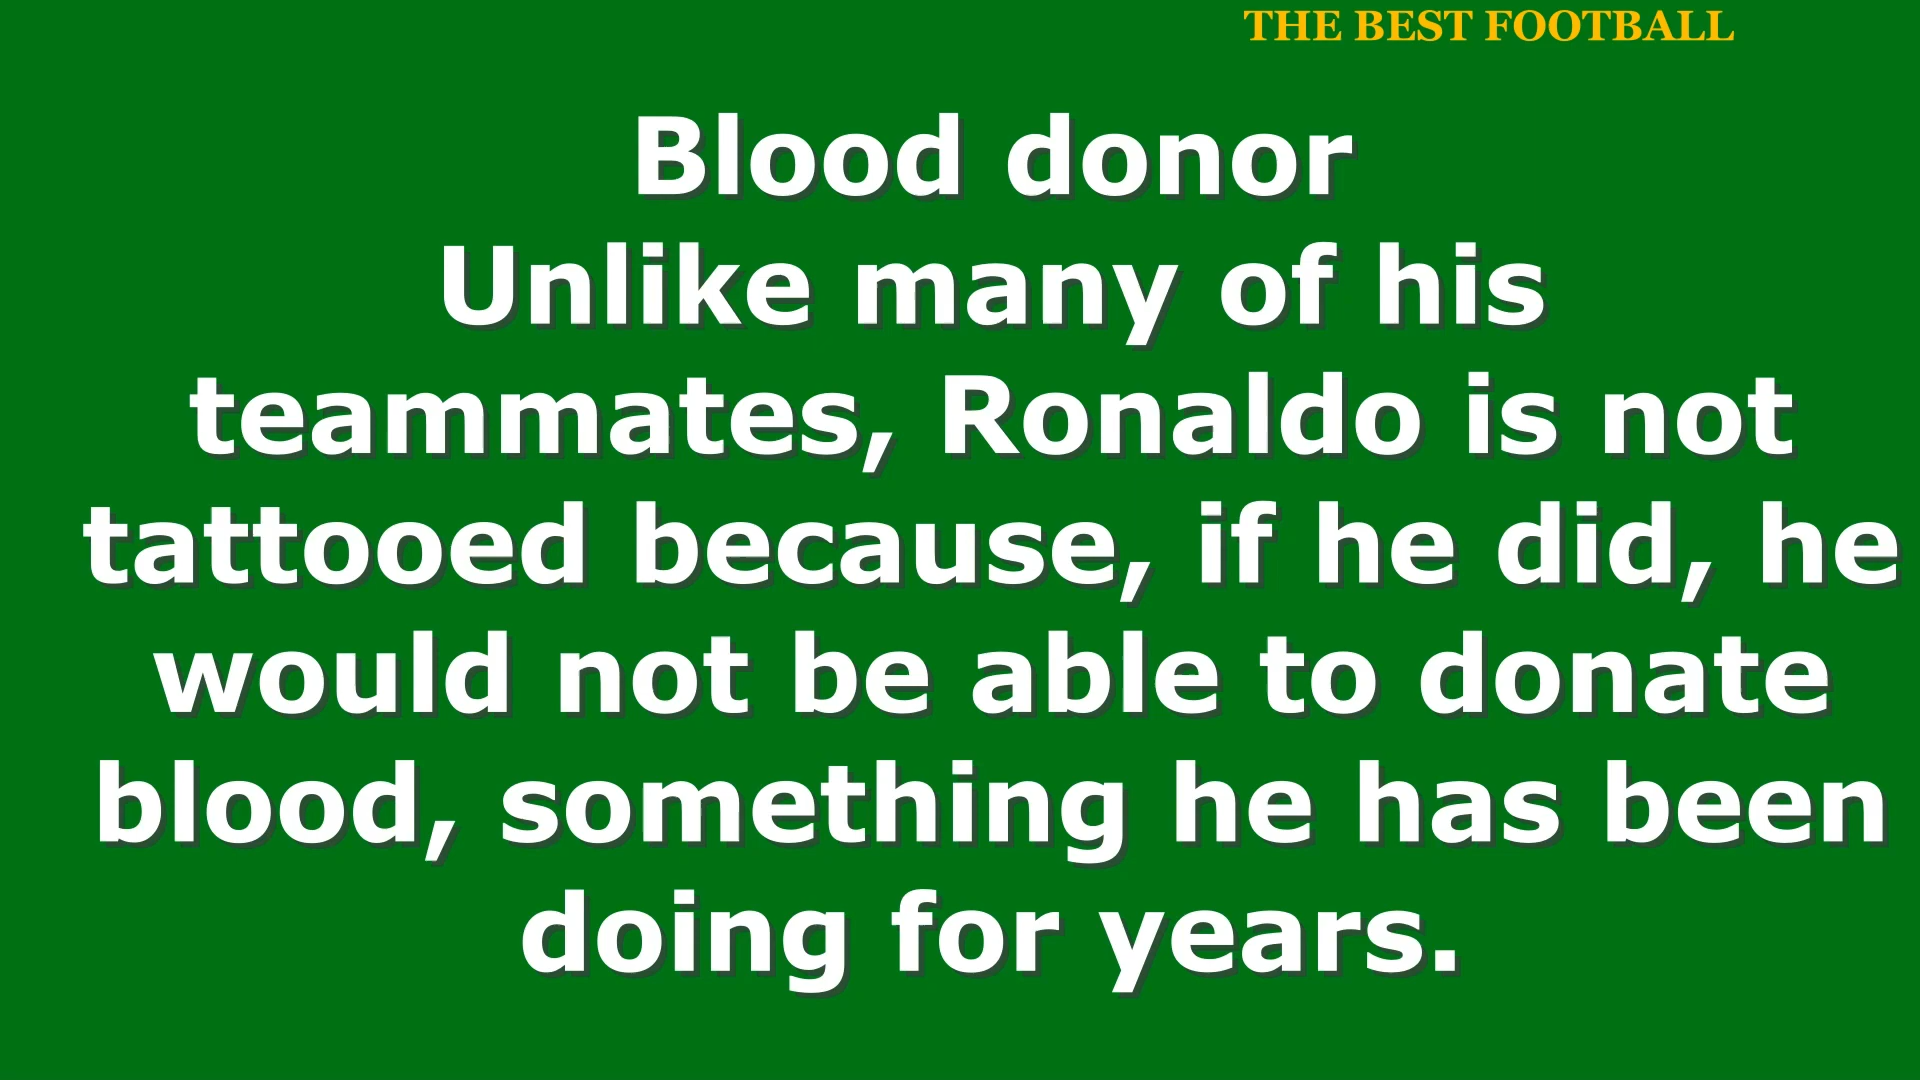 THE BEST FOOTBALL
Blood donor
Unlike many of his
teammates, Ronaldo is not
tattooed because, if he did, he
would not be able to donate
blood, something he has been
doing for years.